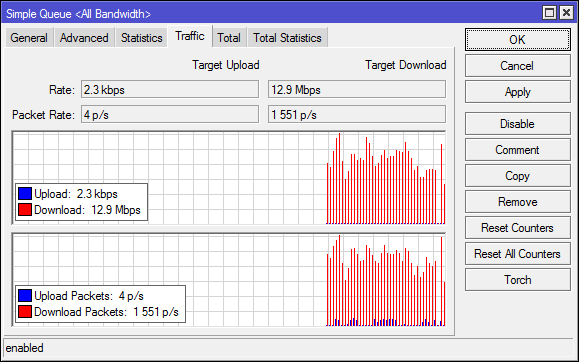 Simple Queue <All Bandwidth>
General Advanced Statistics Traffic Total Total Statistics
Target Upload Target Download
Rate: 2.3 kbps 12.9 Mbps
Packet Rate: 4 p/s 1 551 p/s
Upload: 2.3 kbps
Download: 12.9 Mbps
Upload Packets: 4 p/s
Download Packets: 1 551 p/s
OK
Cancel
Apply
Disable
Comment
Copy
Remove
Reset Counters
Reset All Counters
Torch
enabled